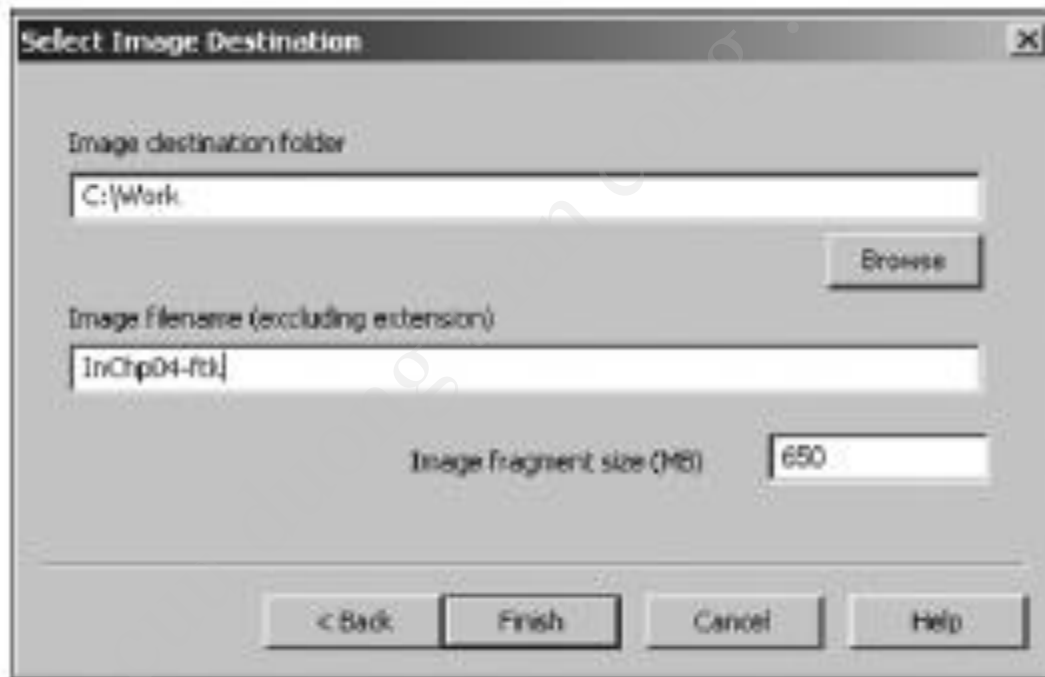 Select Image Destination
Image destination folder
C:\Work
Browse
Image filename (excluding extension)
InChp04-ftk
Image fragment size (MB)
650
< Back
Finish
Cancel
Help